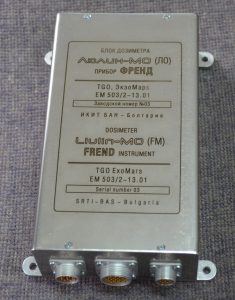 БЛОК ДОЗИМЕТРА
Люлин-МО (ЛО)
ПРИБОР ФРЕНД
TGO, ЭкзоМарс
EM 503/2-13.01
Заводской номер №03
ИКИТ БАН - Болгария
DOSIMETER
Liulin-MO (FM)
FREND INSTRUMENT
TGO ExoMars
EM 503/2-13.01
Serial number 03
SRTI-BAS-Bulgaria